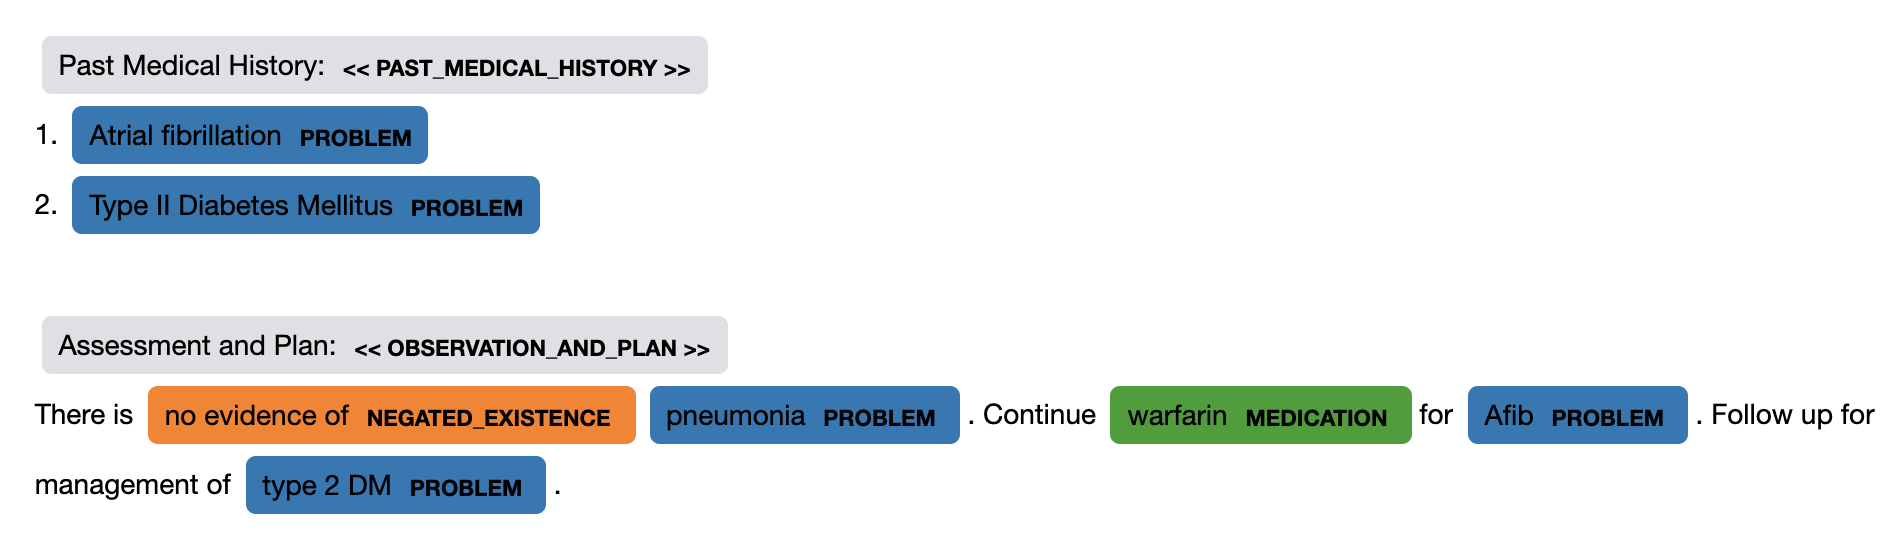 Past Medical History: << PAST_MEDICAL_HISTORY >>
1. Atrial fibrillation PROBLEM
2. Type II Diabetes Mellitus PROBLEM
Assessment and Plan: << OBSERVATION_AND_PLAN >>
There is no evidence of NEGATED_EXISTENCE pneumonia PROBLEM . Continue warfarin MEDICATION for Afib PROBLEM . Follow up for
management of type 2 DM PROBLEM .